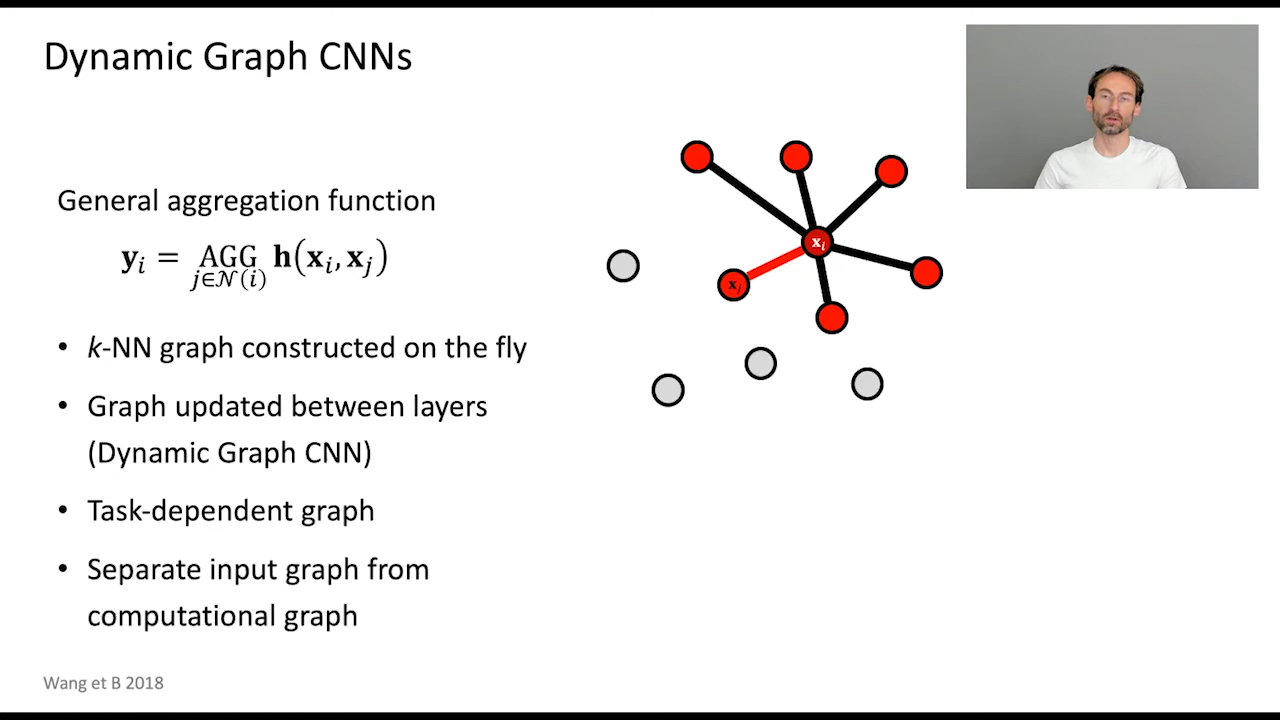 Dynamic Graph CNNs
General aggregation function
𝐲ᵢ = AGG 𝐡(𝐱ᵢ, 𝐱ⱼ)
j∈𝒩(i)
• k-NN graph constructed on the fly
• Graph updated between layers
(Dynamic Graph CNN)
• Task-dependent graph
• Separate input graph from
computational graph
𝐱ᵢ
𝐱ⱼ
Wang et B 2018